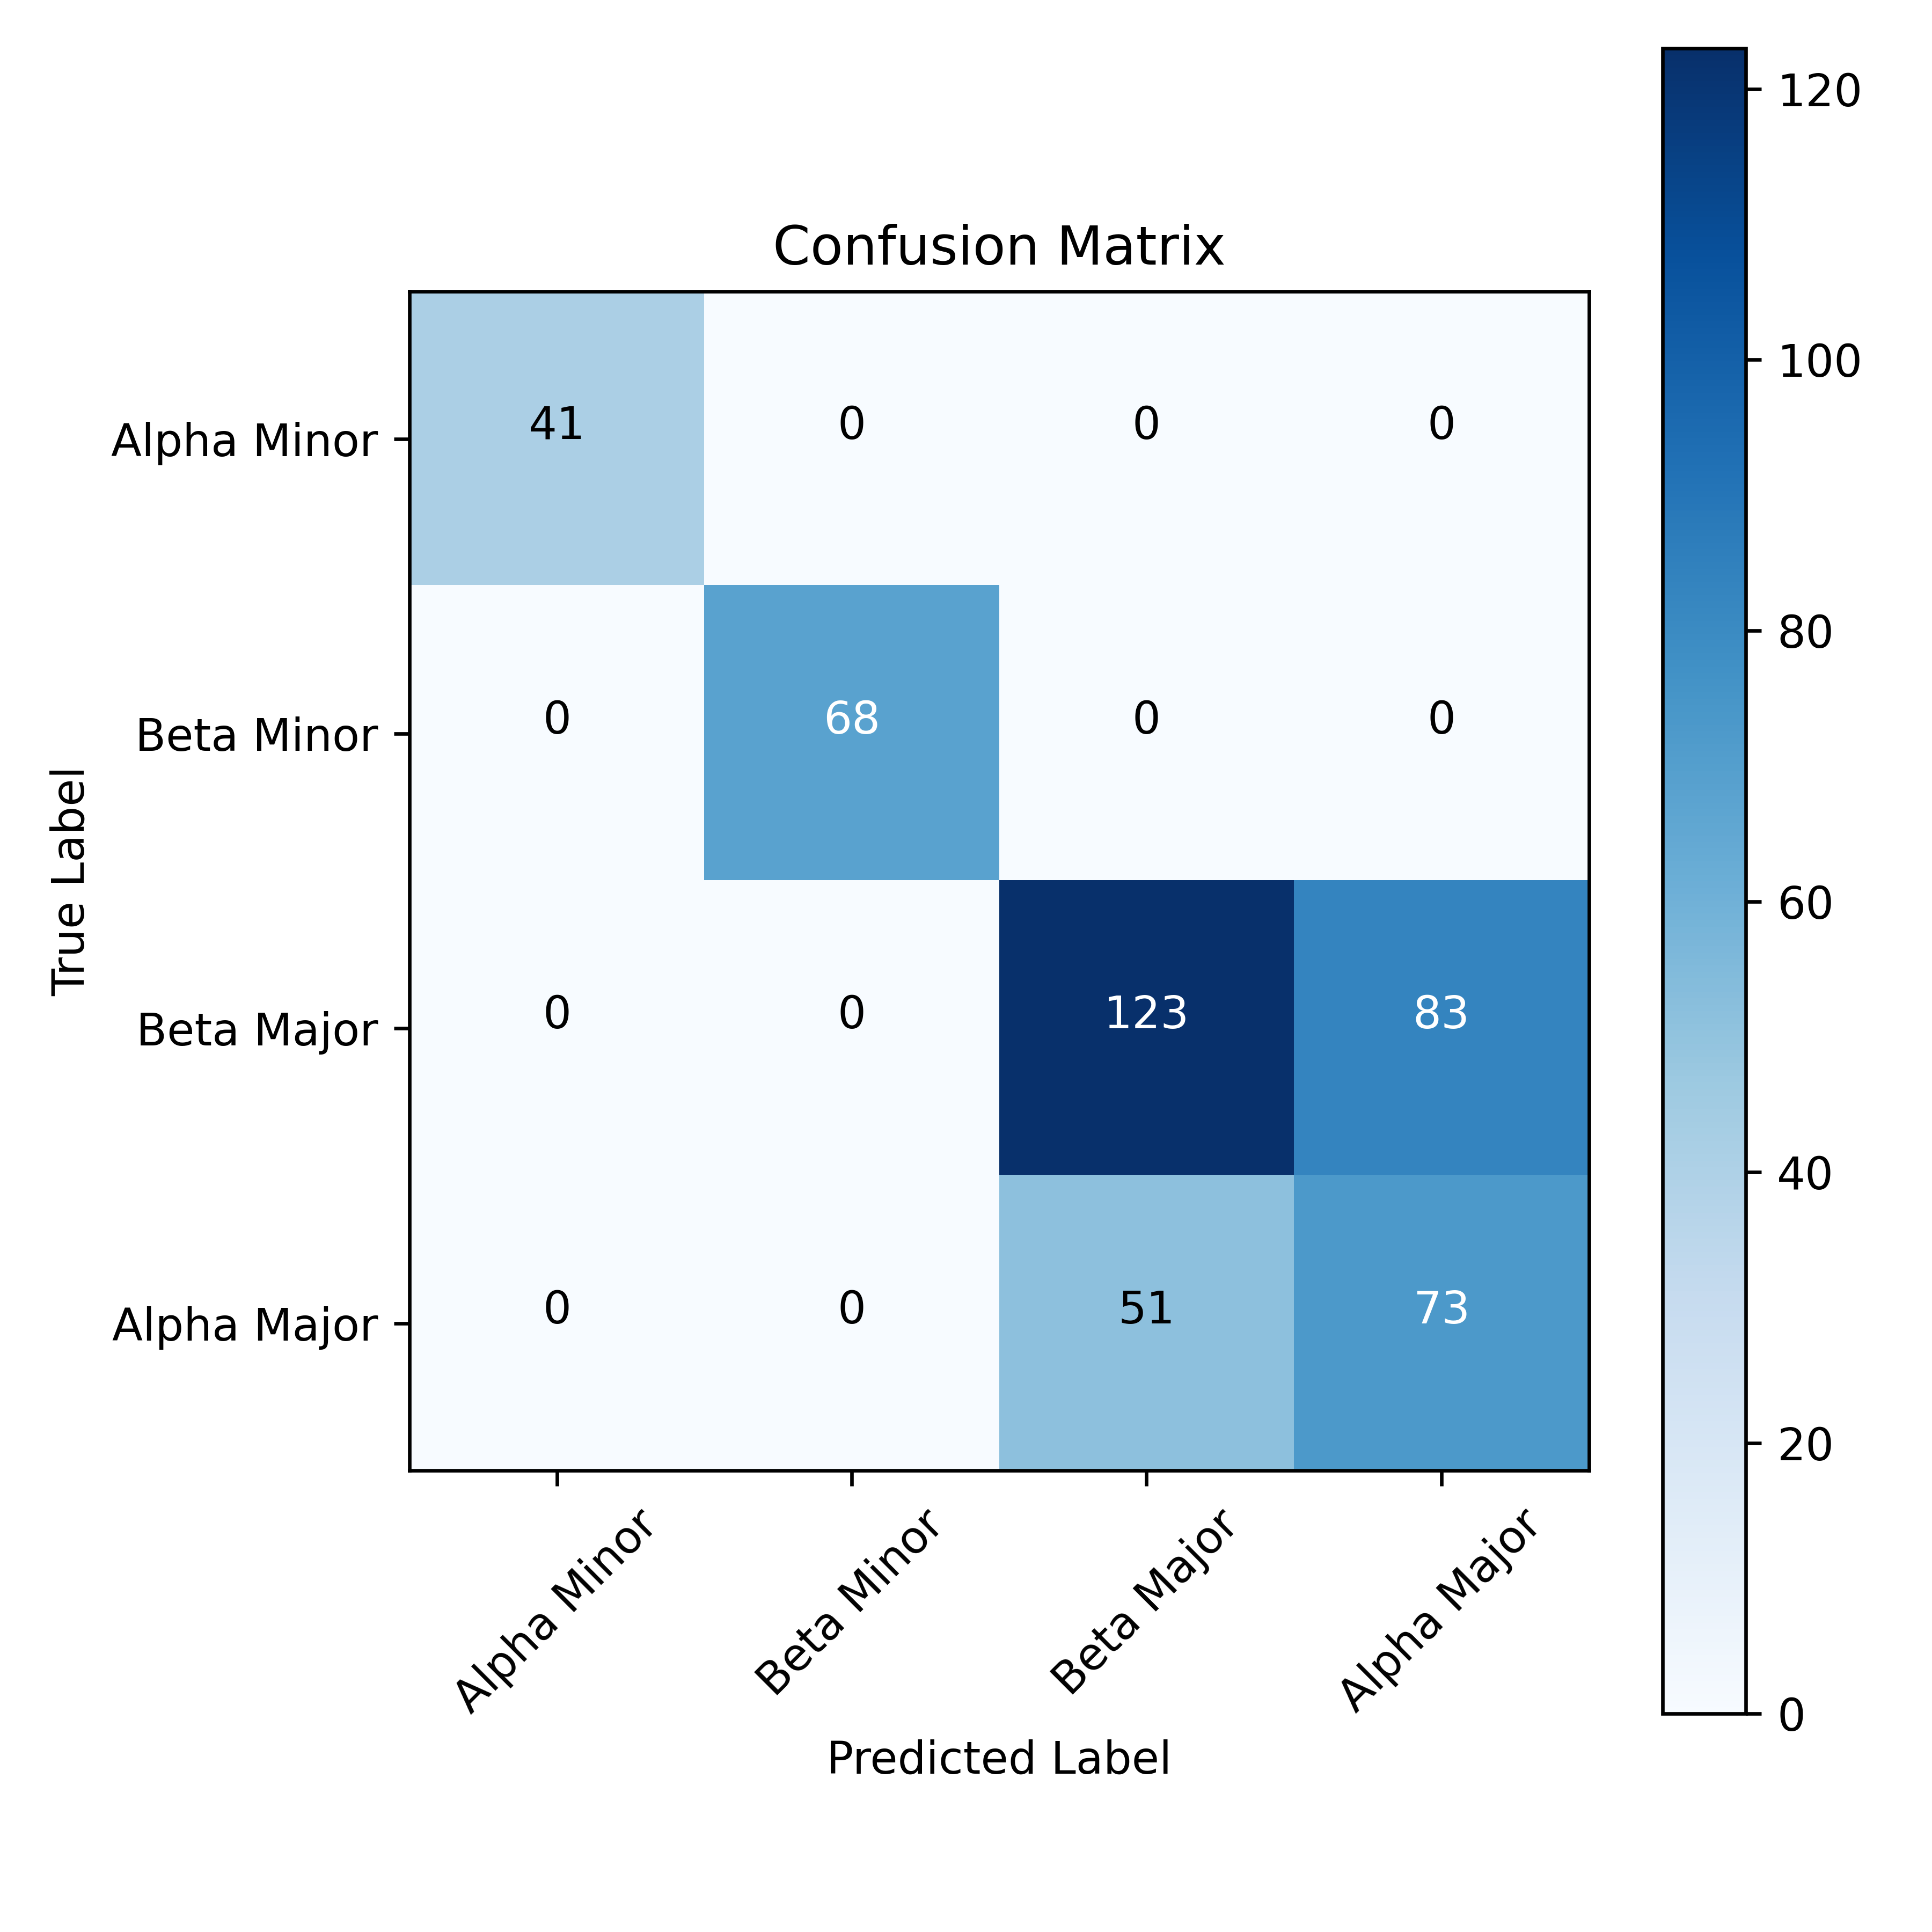 Confusion Matrix
120
100
80
60
40
20
0
True Label
Alpha Minor
41 0 0 0
Beta Minor
0 68 0 0
Beta Major
0 0 123 83
Alpha Major
0 0 51 73
Alpha Minor
Beta Minor
Beta Major
Alpha Major
Predicted Label